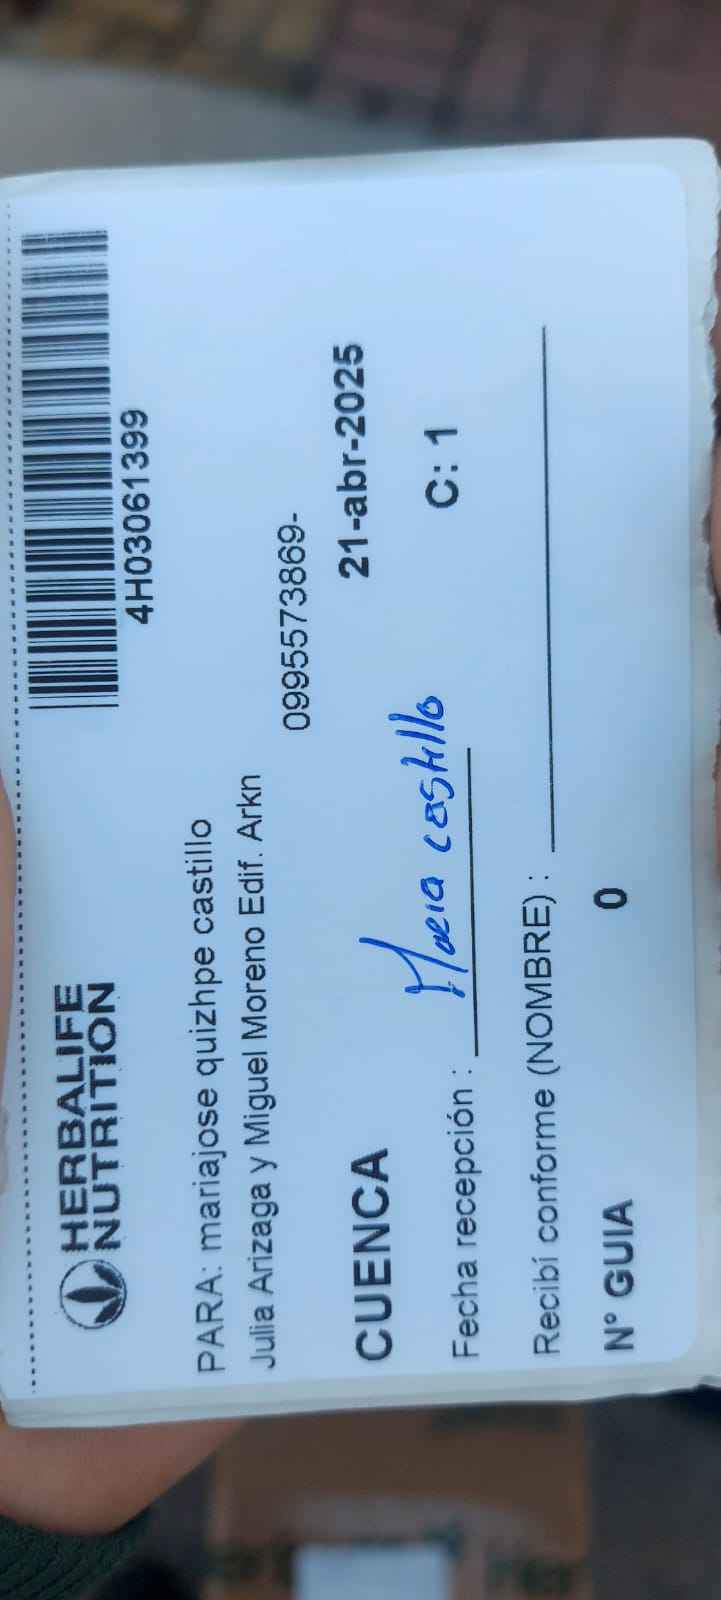 HERBALIFE
NUTRITION
4H03061399
PARA: mariajose quizhpe castillo
Julia Arizaga y Miguel Moreno Edif. Arkn
0995573869-
CUENCA 21-abr-2025
Fecha recepción : Maria castillo C: 1
Recibí conforme (NOMBRE) :
N° GUIA 0